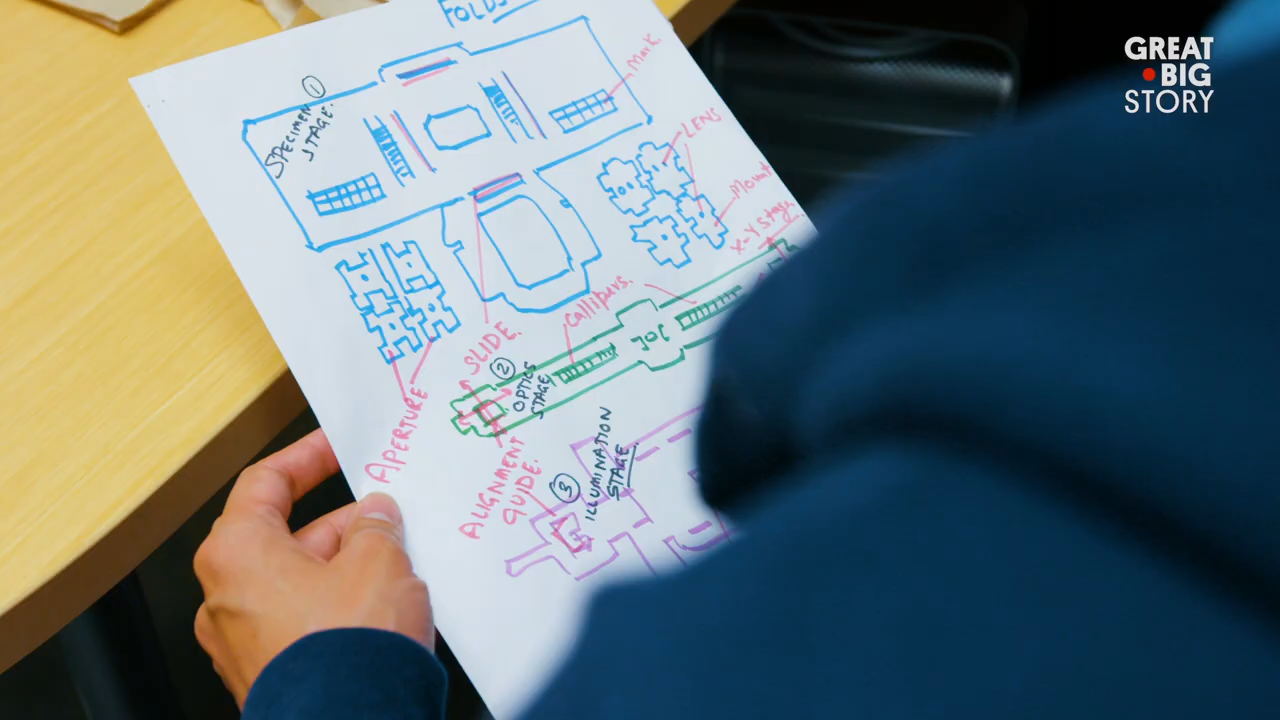 GREAT
BIG
STORY
FOLDS
Mark
SPECIMEN ①
STAGE.
LENS
Mount
X-Y stage
Callipers.
SLIDE.
②
OPTICS
STAGE
APERTURE
ALIGNMENT
GUIDE.
③
ILLUMINATION
STAGE